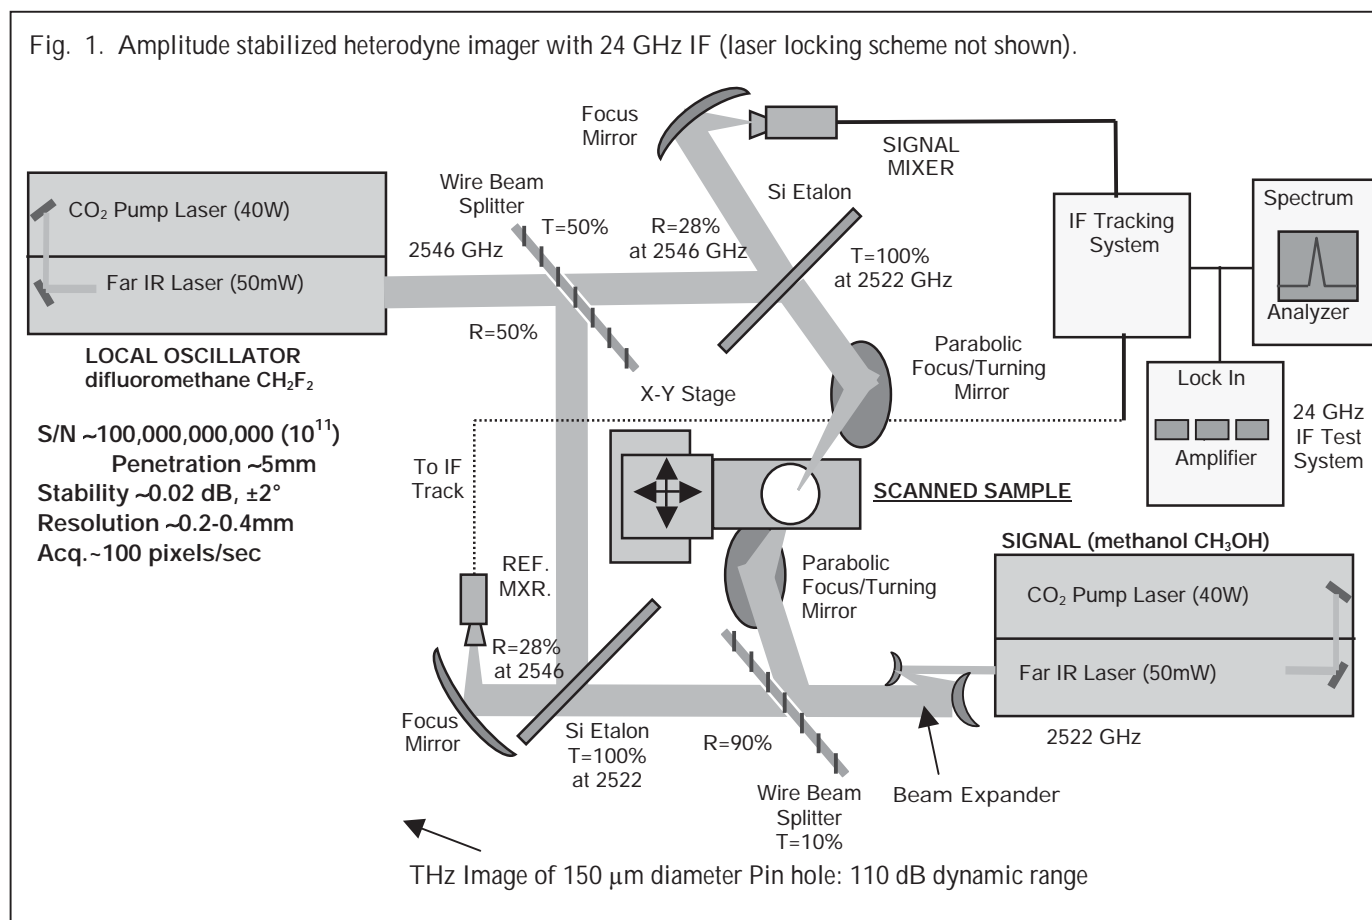 Fig. 1. Amplitude stabilized heterodyne imager with 24 GHz IF (laser locking scheme not shown).
Focus
Mirror
SIGNAL
MIXER
Wire Beam
Splitter
T=50%
Si Etalon
R=28%
at 2546 GHz
T=100%
at 2522 GHz
IF Tracking
System
Spectrum
Analyzer
CO₂ Pump Laser (40W)
Far IR Laser (50mW)
2546 GHz
R=50%
LOCAL OSCILLATOR
difluoromethane CH₂F₂
Parabolic
Focus/Turning
Mirror
X-Y Stage
Lock In
Amplifier
24 GHz
IF Test
System
S/N ~100,000,000,000 (10¹¹)
Penetration ~5mm
Stability ~0.02 dB, ±2°
Resolution ~0.2-0.4mm
Acq.~100 pixels/sec
To IF
Track
SCANNED SAMPLE
REF.
MXR.
Parabolic
Focus/Turning
Mirror
SIGNAL (methanol CH₃OH)
CO₂ Pump Laser (40W)
Far IR Laser (50mW)
2522 GHz
R=28%
at 2546
Focus
Mirror
Si Etalon
T=100%
at 2522
R=90%
Wire Beam
Splitter
T=10%
Beam Expander
THz Image of 150 μm diameter Pin hole: 110 dB dynamic range